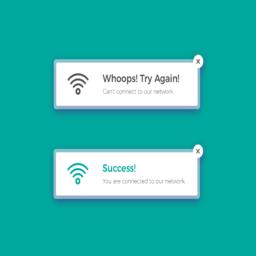 x
Whoops! Try Again!
Can't connect to our network.
x
Success!
You are connected to our network.